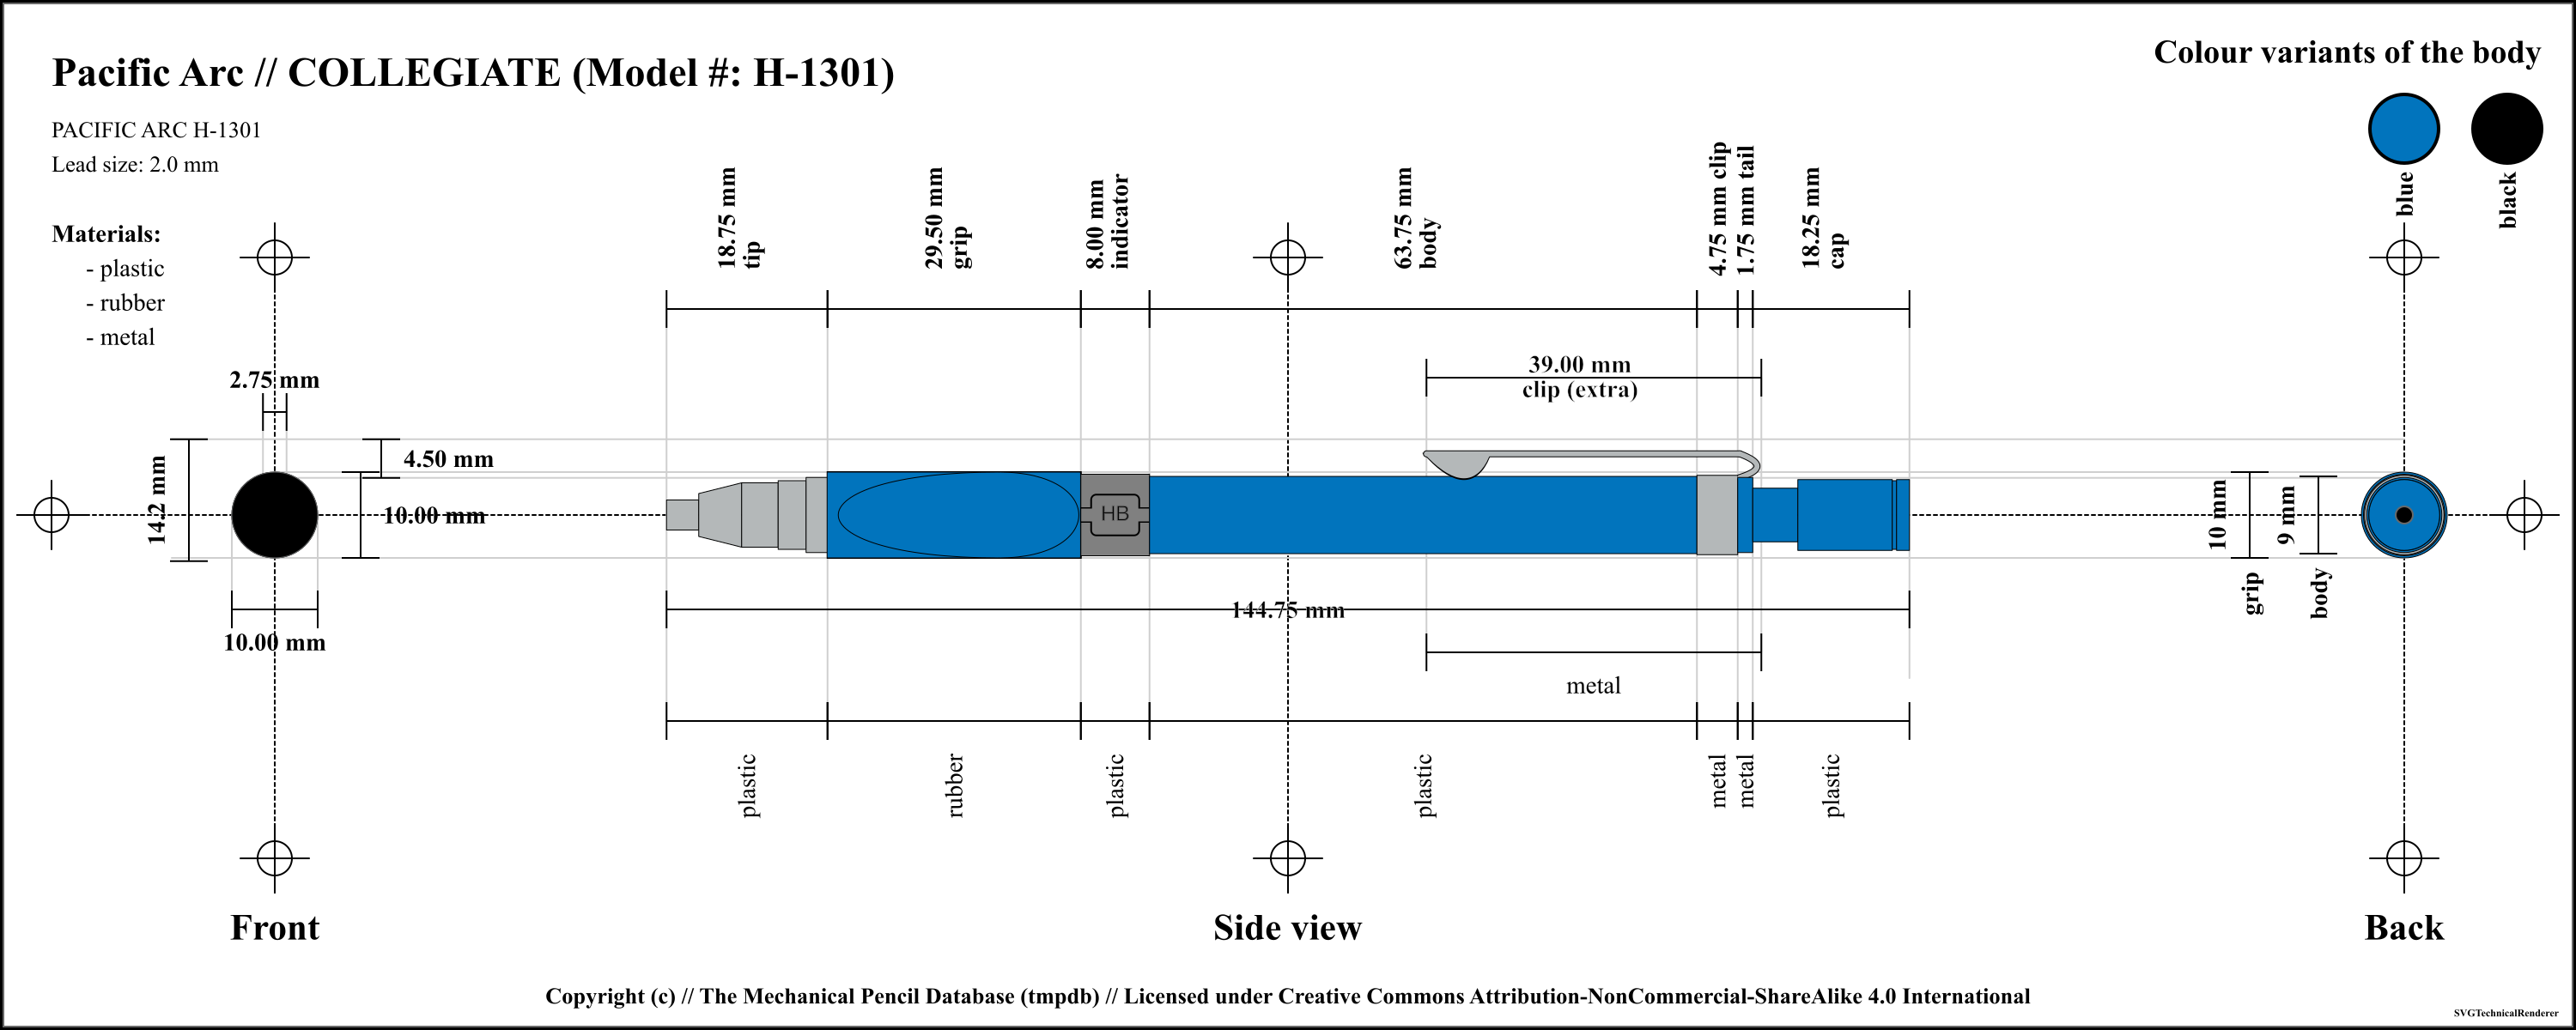 Pacific Arc // COLLEGIATE (Model #: H-1301)
PACIFIC ARC H-1301
Lead size: 2.0 mm
Materials:
- plastic
- rubber
- metal
Colour variants of the body
blue
black
18.75 mm
tip
29.50 mm
grip
8.00 mm
indicator
63.75 mm
body
4.75 mm clip
1.75 mm tail
18.25 mm
cap
39.00 mm
clip (extra)
2.75 mm
4.50 mm
14.2 mm
10.00 mm
10.00 mm
HB
144.75 mm
10 mm
grip
9 mm
body
metal
plastic
rubber
plastic
plastic
metal
metal
plastic
Front
Side view
Back
Copyright (c) // The Mechanical Pencil Database (tmpdb) // Licensed under Creative Commons Attribution-NonCommercial-ShareAlike 4.0 International
SVGTechnicalRenderer